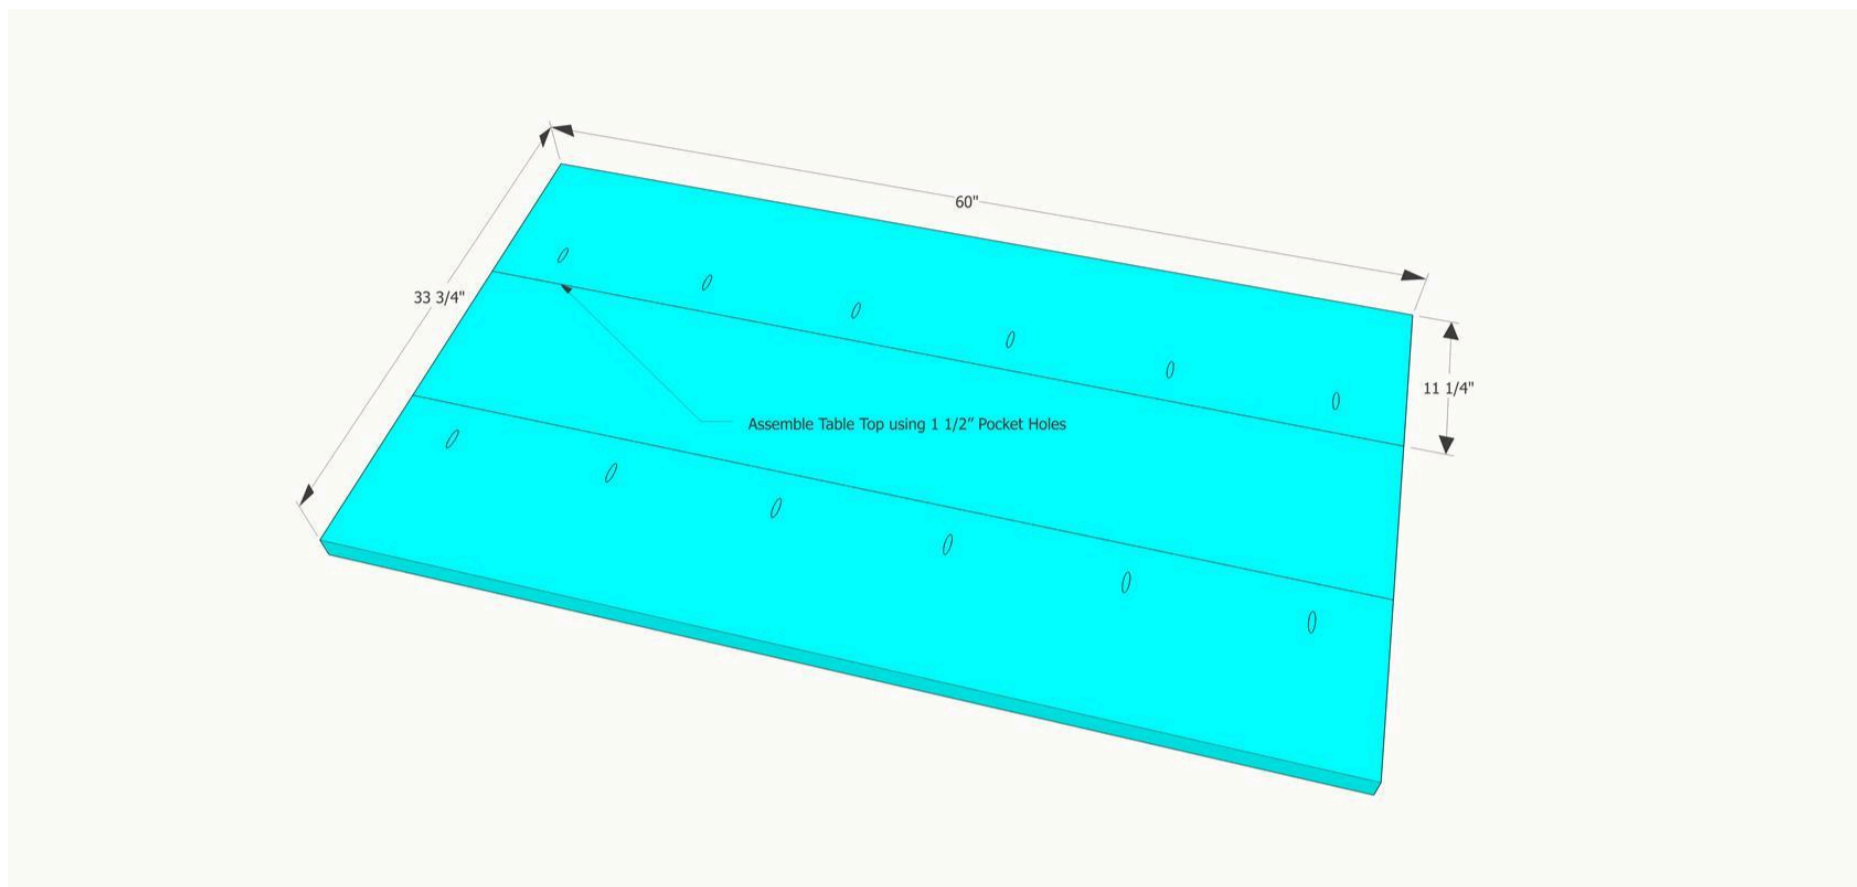 60"
33 3/4"
11 1/4"
Assemble Table Top using 1 1/2” Pocket Holes